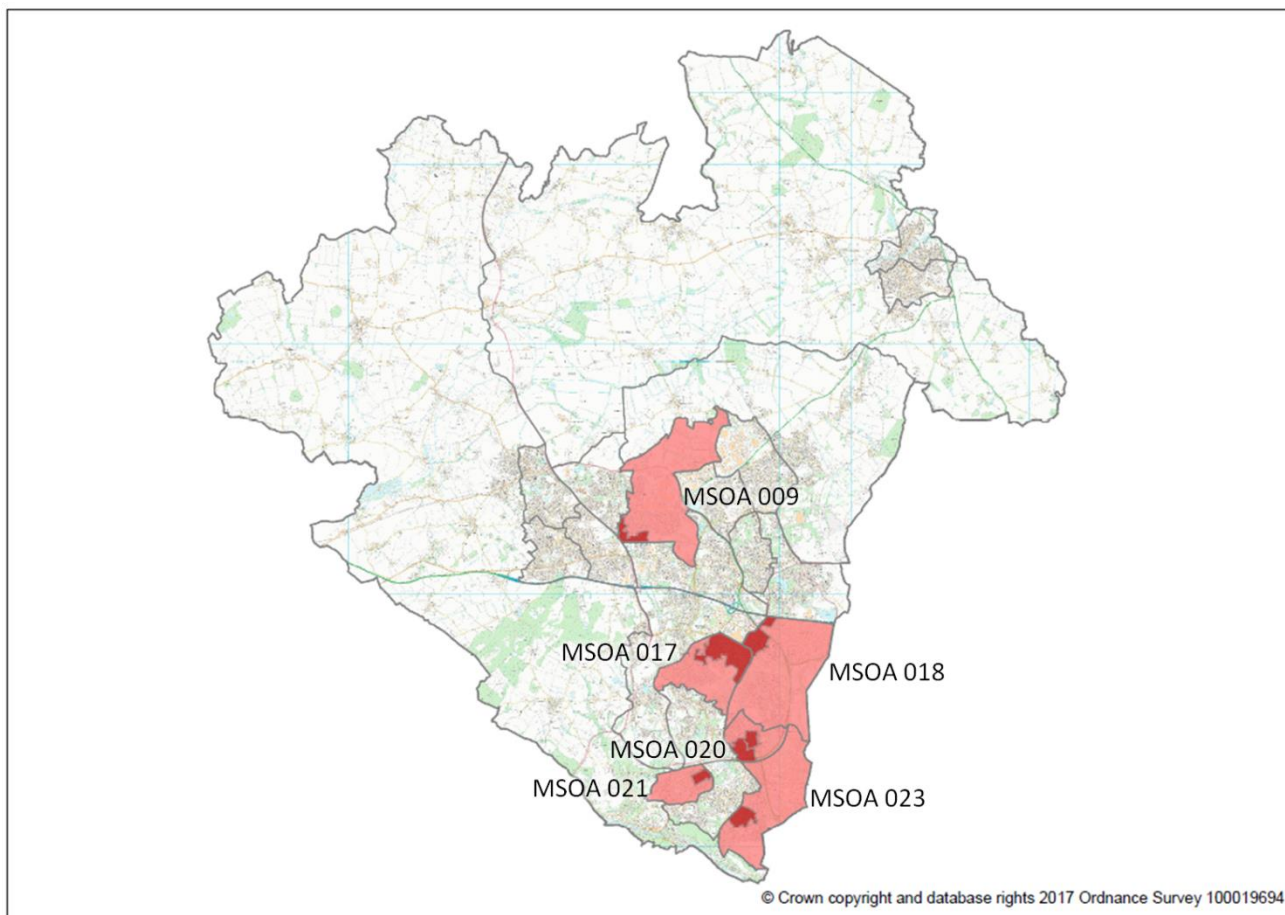 MSOA 009
MSOA 017
MSOA 018
MSOA 020
MSOA 021
MSOA 023
© Crown copyright and database rights 2017 Ordnance Survey 100019694